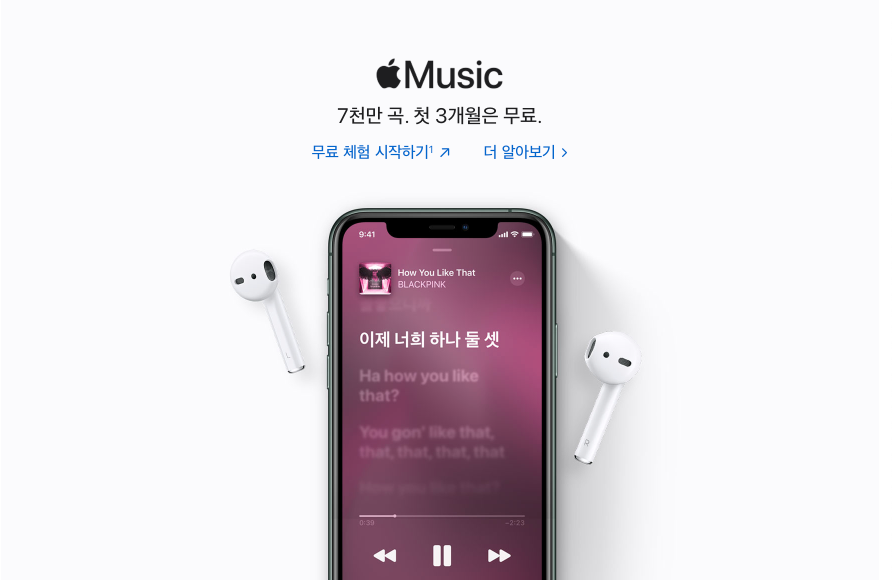 Music
7천만 곡. 첫 3개월은 무료.
무료 체험 시작하기¹ 더 알아보기
9:41
How You Like That
BLACKPINK
이제 너희 하나 둘 셋
Ha how you like
that?
You gon' like that,
that, that, that, that
How you like that?
0:39 -2:23
L
R